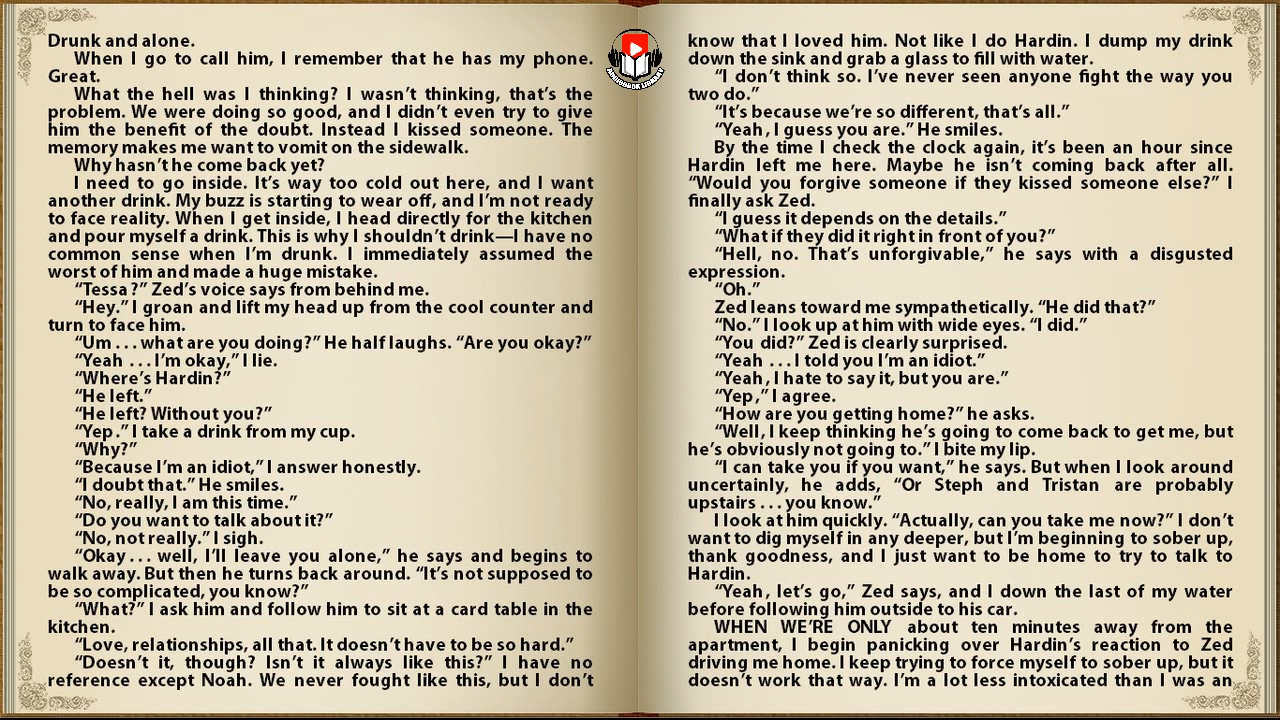 Drunk and alone.
When I go to call him, I remember that he has my phone.
Great.
What the hell was I thinking? I wasn't thinking, that's the
problem. We were doing so good, and I didn't even try to give
him the benefit of the doubt. Instead I kissed someone. The
memory makes me want to vomit on the sidewalk.
Why hasn't he come back yet?
I need to go inside. It's way too cold out here, and I want
another drink. My buzz is starting to wear off, and I'm not ready
to face reality. When I get inside, I head directly for the kitchen
and pour myself a drink. This is why I shouldn't drink—I have no
common sense when I'm drunk. I immediately assumed the
worst of him and made a huge mistake.
“Tessa?” Zed's voice says from behind me.
“Hey.” I groan and lift my head up from the cool counter and
turn to face him.
“Um . . . what are you doing?” He half laughs. “Are you okay?”
“Yeah . . . I'm okay,” I lie.
“Where's Hardin?”
“He left.”
“He left? Without you?”
“Yep.” I take a drink from my cup.
“Why?”
“Because I'm an idiot,” I answer honestly.
“I doubt that.” He smiles.
“No, really, I am this time.”
“Do you want to talk about it?”
“No, not really.” I sigh.
“Okay . . . well, I'll leave you alone,” he says and begins to
walk away. But then he turns back around. “It's not supposed to
be so complicated, you know?”
“What?” I ask him and follow him to sit at a card table in the
kitchen.
“Love, relationships, all that. It doesn't have to be so hard.”
“Doesn't it, though? Isn't it always like this?” I have no
reference except Noah. We never fought like this, but I don't
know that I loved him. Not like I do Hardin. I dump my drink
down the sink and grab a glass to fill with water.
“I don't think so. I've never seen anyone fight the way you
two do.”
“It's because we're so different, that's all.”
“Yeah, I guess you are.” He smiles.
By the time I check the clock again, it's been an hour since
Hardin left me here. Maybe he isn't coming back after all.
“Would you forgive someone if they kissed someone else?” I
finally ask Zed.
“I guess it depends on the details.”
“What if they did it right in front of you?”
“Hell, no. That's unforgivable,” he says with a disgusted
expression.
“Oh.”
Zed leans toward me sympathetically. “He did that?”
“No.” I look up at him with wide eyes. “I did.”
“You did?” Zed is clearly surprised.
“Yeah . . . I told you I'm an idiot.”
“Yeah, I hate to say it, but you are.”
“Yep,” I agree.
“How are you getting home?” he asks.
“Well, I keep thinking he's going to come back to get me, but
he's obviously not going to.” I bite my lip.
“I can take you if you want,” he says. But when I look around
uncertainly, he adds, “Or Steph and Tristan are probably
upstairs . . . you know.”
I look at him quickly. “Actually, can you take me now?” I don't
want to dig myself in any deeper, but I'm beginning to sober up,
thank goodness, and I just want to be home to try to talk to
Hardin.
“Yeah, let's go,” Zed says, and I down the last of my water
before following him outside to his car.
WHEN WE'RE ONLY about ten minutes away from the
apartment, I begin panicking over Hardin's reaction to Zed
driving me home. I keep trying to force myself to sober up, but it
doesn't work that way. I'm a lot less intoxicated than I was an